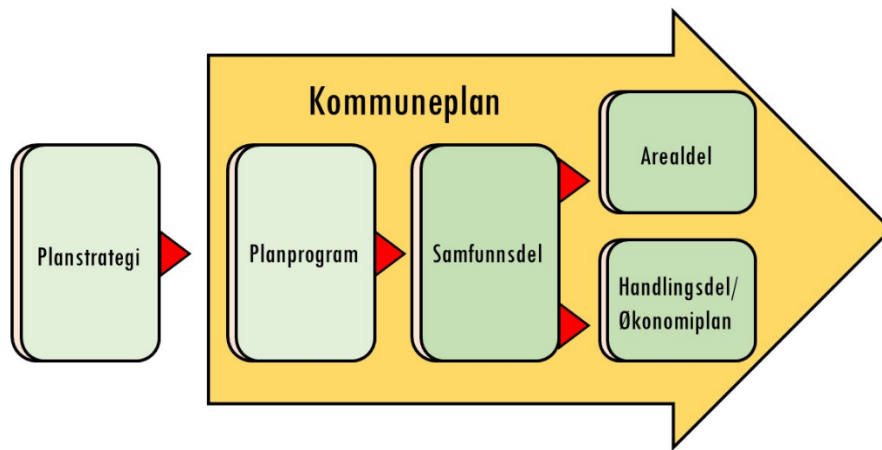 Kommuneplan
Planstrategi
Planprogram
Samfunnsdel
Arealdel
Handlingsdel/
Økonomiplan